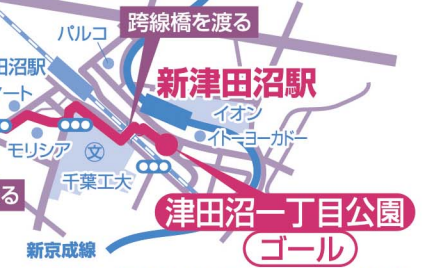 跨線橋を渡る
パルコ
田沼駅
新津田沼駅
ート
イオン
イトーヨーカドー
モリシア
文
千葉工大
る
津田沼一丁目公園
ゴール
新京成線